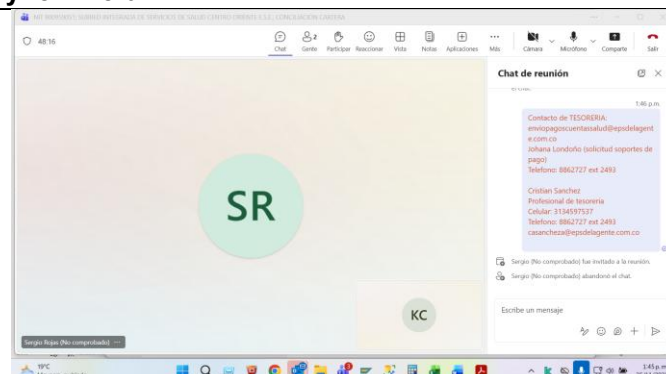 SUBRED INTEGRADA DE SERVICIOS DE SALUD CENTRO ORIENTE E.S.E, CONCILIACION CARTERA
48:16
Chat
Gente
2
Participar
Reaccionar
Vista
Notas
Aplicaciones
Más
Cámara
Micrófono
Compartir
Salir
Chat de reunión
1:46 p.m.
Contacto de TESORERIA:
enviopagoscuentassalud@epsdelagent
e.com.co
Johana Londoño (solicitud soportes de
pago)
Telefono: 8862727 ext 2493
Cristian Sanchez
Profesional de tesoreria
Celular: 3134597537
Telefono: 8862727 ext 2493
casancheza@epsdelagente.com.co
Sergio (No comprobado) fue invitado a la reunión.
Sergio (No comprobado) abandonó el chat.
SR
KC
Sergio Rojas (No comprobado)
Escribe un mensaje
19°C
1:45 p.m.